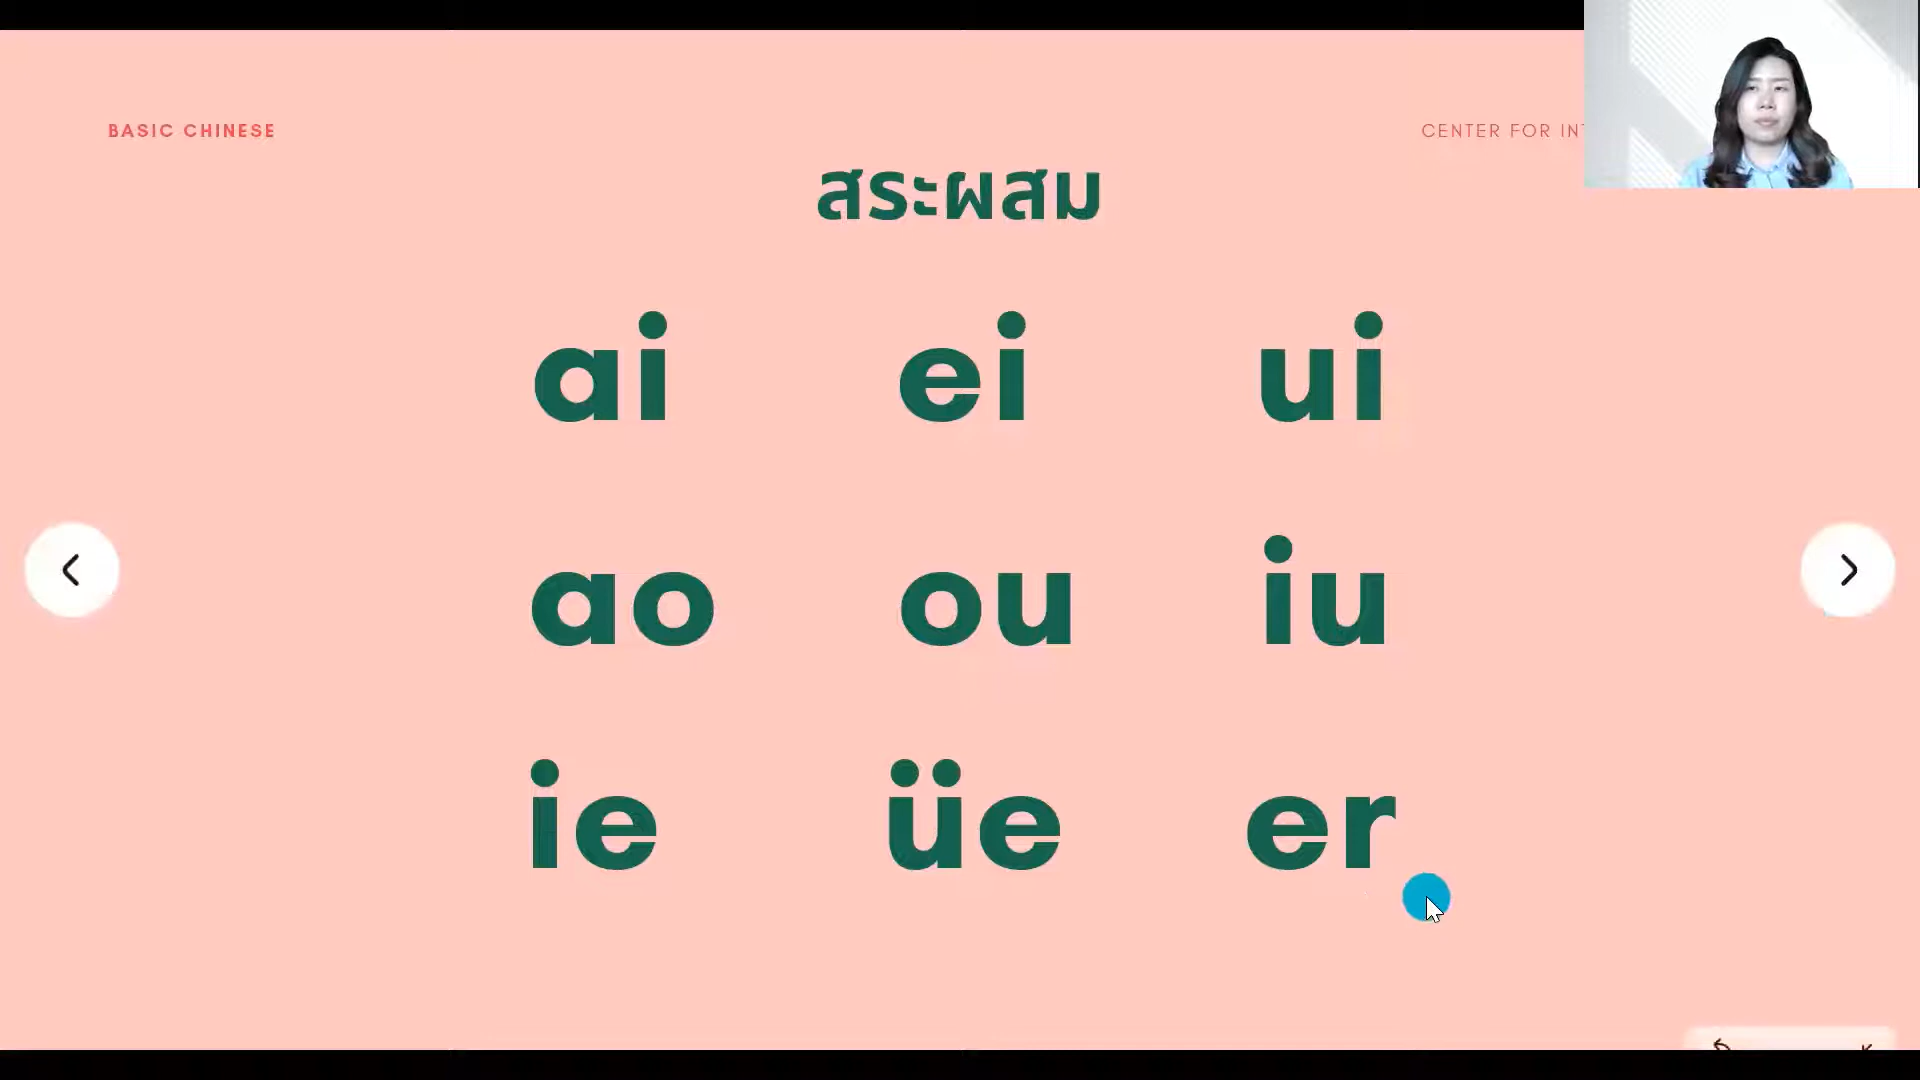 BASIC CHINESE
CENTER FOR
สระผสม
ai ei ui
ao ou iu
ie üe er